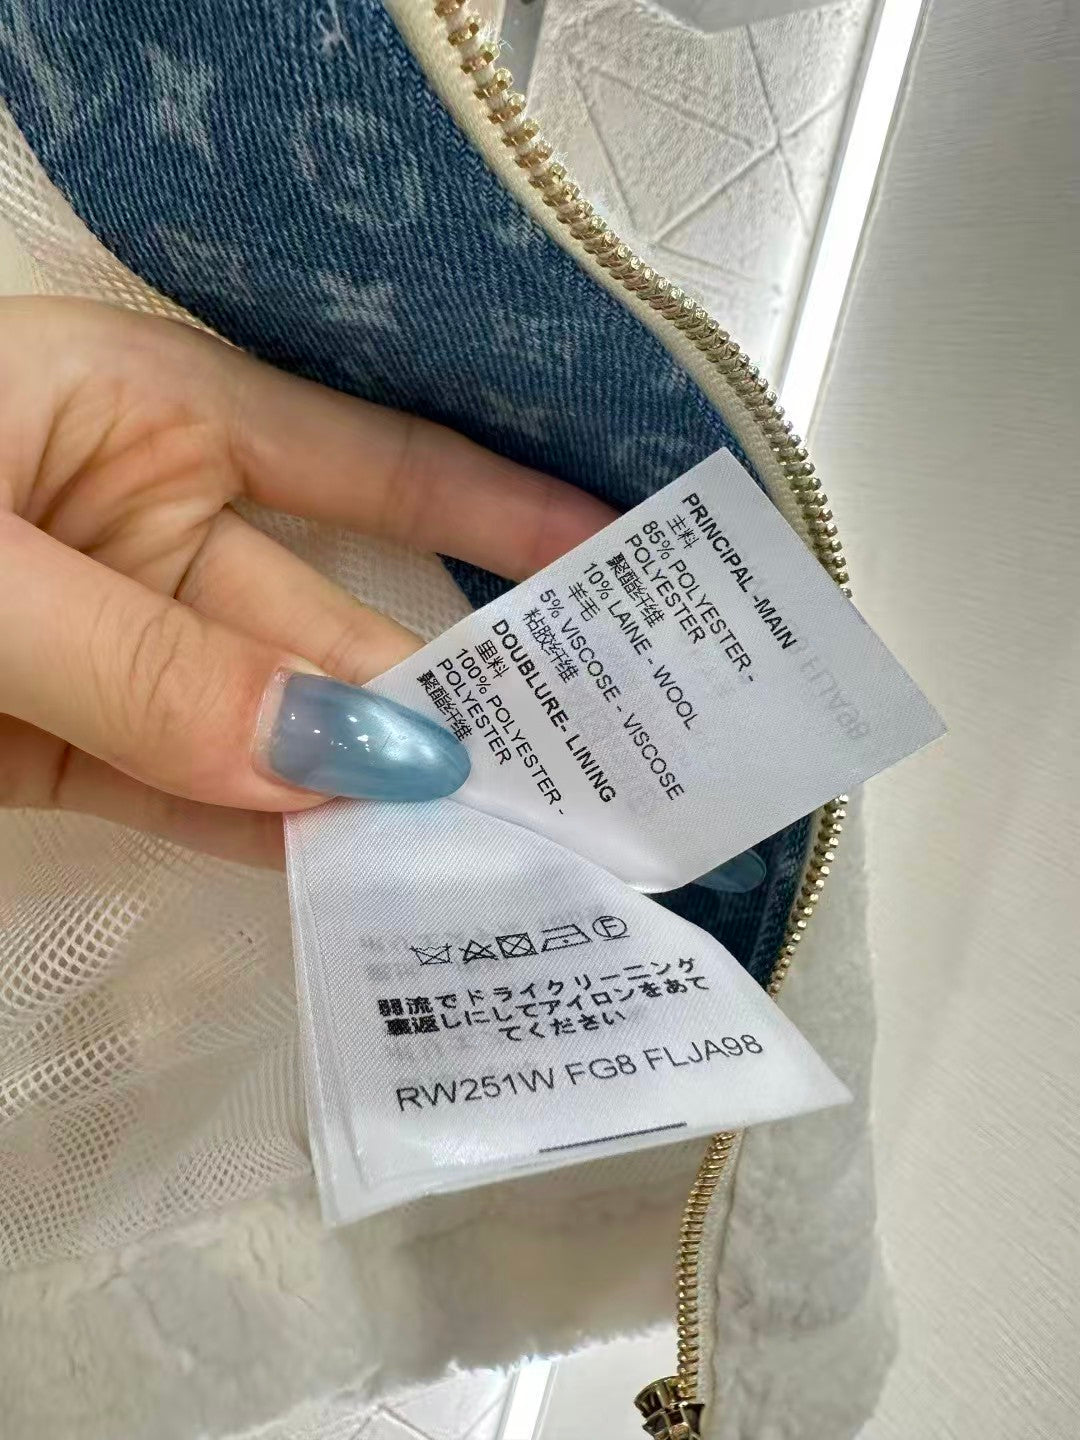 PRINCIPAL -MAIN
主料
85% POLYESTER -
POLYESTER
聚酯纤维
10% LAINE - WOOL
羊毛
5% VISCOSE - VISCOSE
粘胶纤维
DOUBLURE- LINING
里料
100% POLYESTER -
POLYESTER
聚酯纤维
F
弱流でドライクリーニング
裏返しにしてアイロンをあて
てください
RW251W FG8 FLJA98